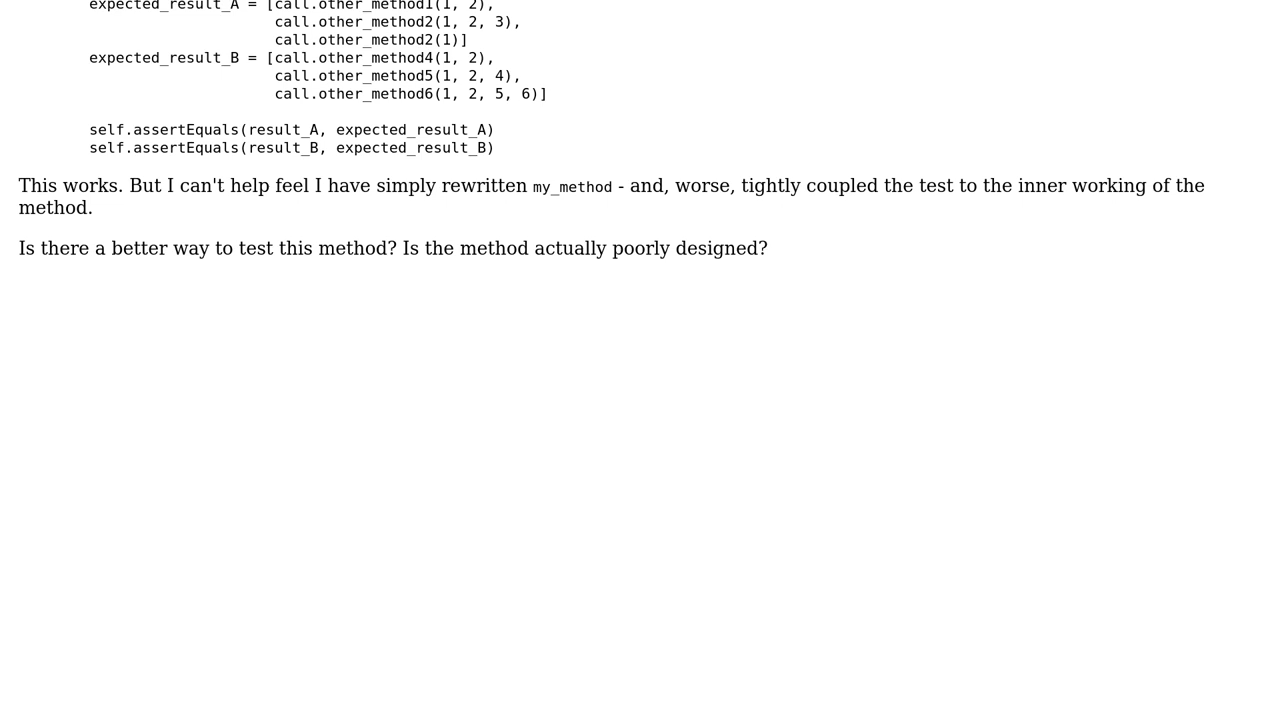 expected_result_A = [call.other_method1(1, 2),
call.other_method2(1, 2, 3),
call.other_method2(1)]
expected_result_B = [call.other_method4(1, 2),
call.other_method5(1, 2, 4),
call.other_method6(1, 2, 5, 6)]
self.assertEquals(result_A, expected_result_A)
self.assertEquals(result_B, expected_result_B)
This works. But I can't help feel I have simply rewritten my_method - and, worse, tightly coupled the test to the inner working of the
method.
Is there a better way to test this method? Is the method actually poorly designed?